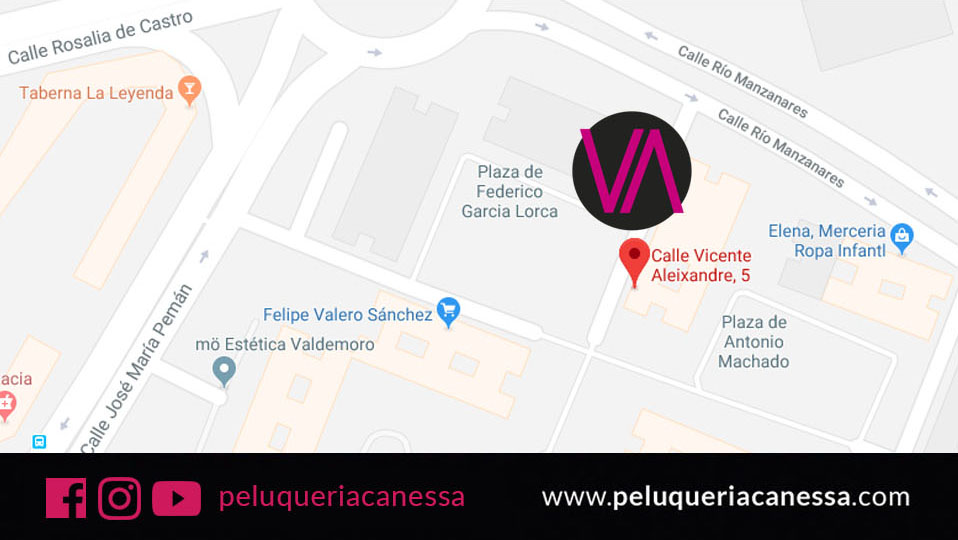 Calle Rosalia de Castro
Taberna La Leyenda
Calle Río Manzanares
Calle Río Manzanares
Plaza de
Federico
Garcia Lorca
VA
Elena, Merceria
Ropa Infantl
Calle Vicente
Aleixandre, 5
Felipe Valero Sánchez
mö Estética Valdemoro
Plaza de
Antonio
Machado
acia
Calle José María Pemán
peluqueriacanessa
www.peluqueriacanessa.com